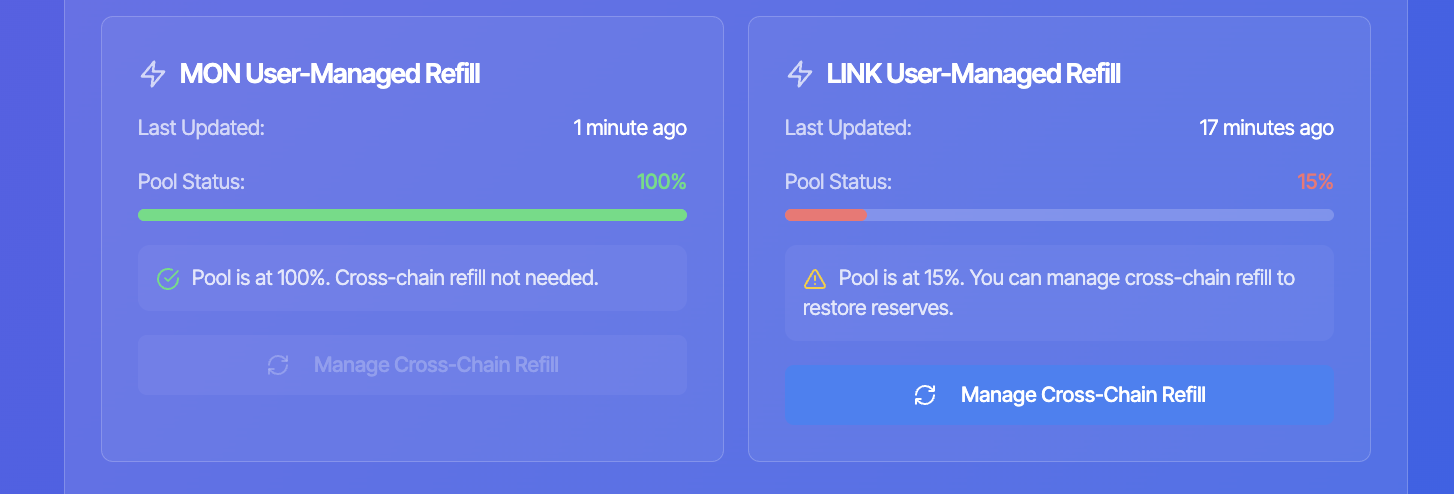 MON User-Managed Refill
Last Updated: 1 minute ago
Pool Status: 100%
Pool is at 100%. Cross-chain refill not needed.
Manage Cross-Chain Refill
LINK User-Managed Refill
Last Updated: 17 minutes ago
Pool Status: 15%
Pool is at 15%. You can manage cross-chain refill to
restore reserves.
Manage Cross-Chain Refill